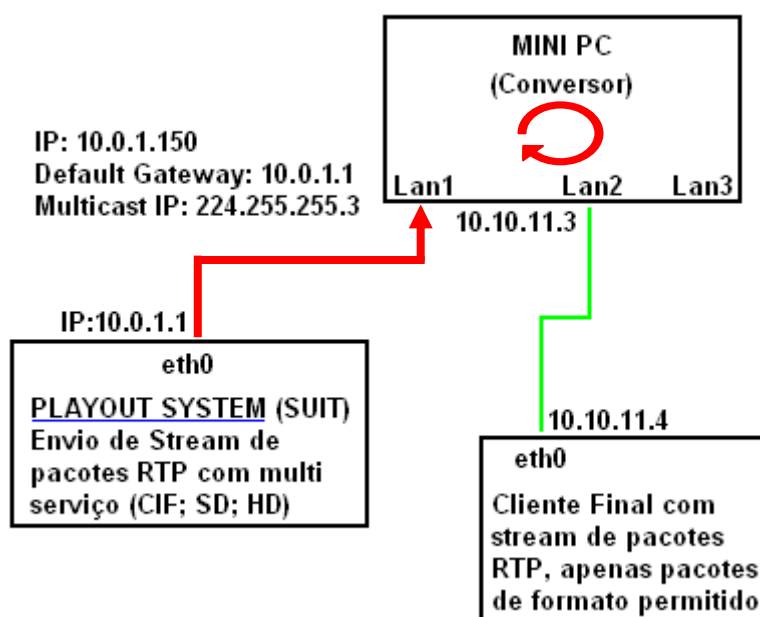 MINI PC
(Conversor)
IP: 10.0.1.150
Default Gateway: 10.0.1.1
Multicast IP: 224.255.255.3
Lan1 Lan2 Lan3
10.10.11.3
IP:10.0.1.1
eth0
PLAYOUT SYSTEM (SUIT)
Envio de Stream de
pacotes RTP com multi
serviço (CIF; SD; HD)
10.10.11.4
eth0
Cliente Final com
stream de pacotes
RTP, apenas pacotes
de formato permitido